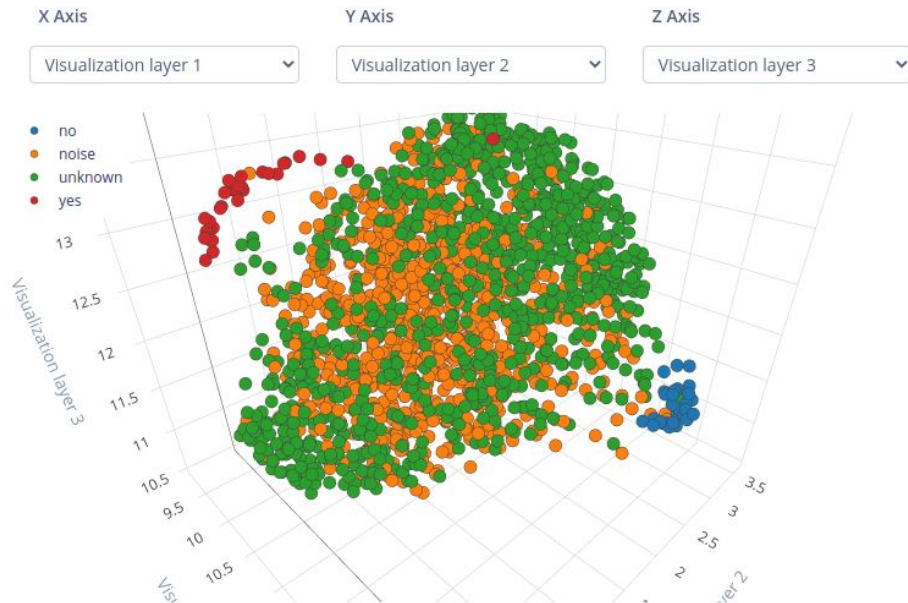 X Axis Y Axis Z Axis
Visualization layer 1 Visualization layer 2 Visualization layer 3
no
noise
unknown
yes
13
12.5
12
11.5
11
10.5
Visualization layer 3
9.5
10
10.5
3.5
3
2.5
2